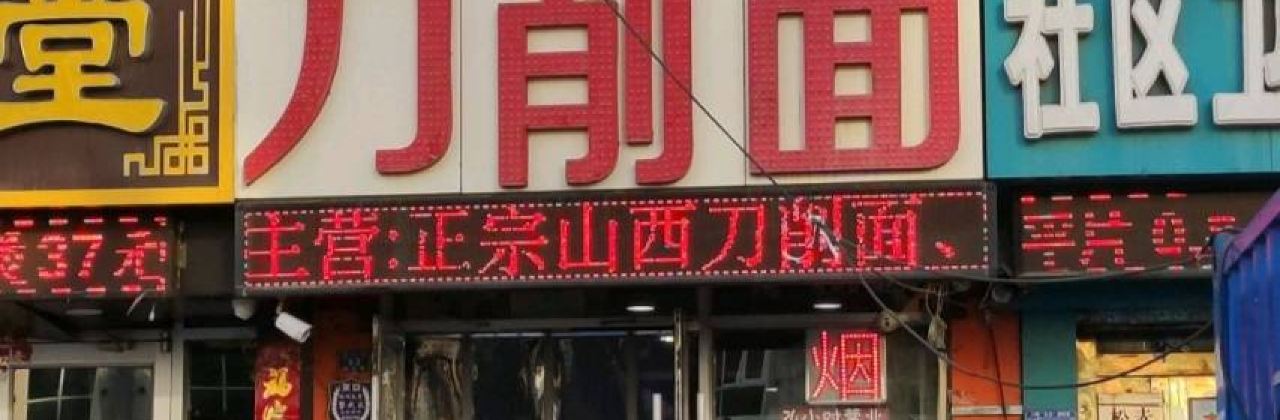 堂
刀削面
社区卫
37元
主营:正宗山西刀削面、
烟